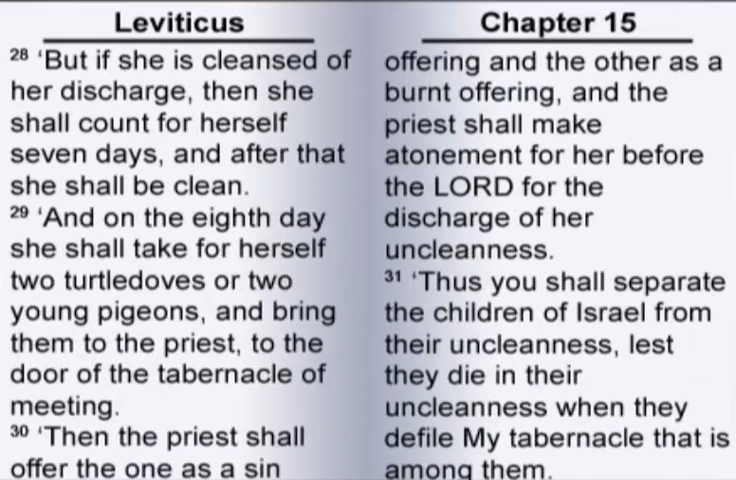 Leviticus
28 ‘But if she is cleansed of
her discharge, then she
shall count for herself
seven days, and after that
she shall be clean.
29 ‘And on the eighth day
she shall take for herself
two turtledoves or two
young pigeons, and bring
them to the priest, to the
door of the tabernacle of
meeting.
30 ‘Then the priest shall
offer the one as a sin
Chapter 15
offering and the other as a
burnt offering, and the
priest shall make
atonement for her before
the LORD for the
discharge of her
uncleanness.
31 ‘Thus you shall separate
the children of Israel from
their uncleanness, lest
they die in their
uncleanness when they
defile My tabernacle that is
among them.